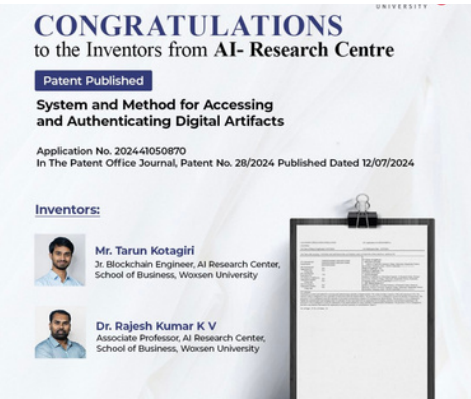 UNIVERSITY
CONGRATULATIONS
to the Inventors from AI- Research Centre
Patent Published
System and Method for Accessing
and Authenticating Digital Artifacts
Application No. 202441050870
In The Patent Office Journal, Patent No. 28/2024 Published Dated 12/07/2024
Inventors:
Mr. Tarun Kotagiri
Jr. Blockchain Engineer, AI Research Center,
School of Business, Woxsen University
Dr. Rajesh Kumar K V
Associate Professor, AI Research Center,
School of Business, Woxsen University